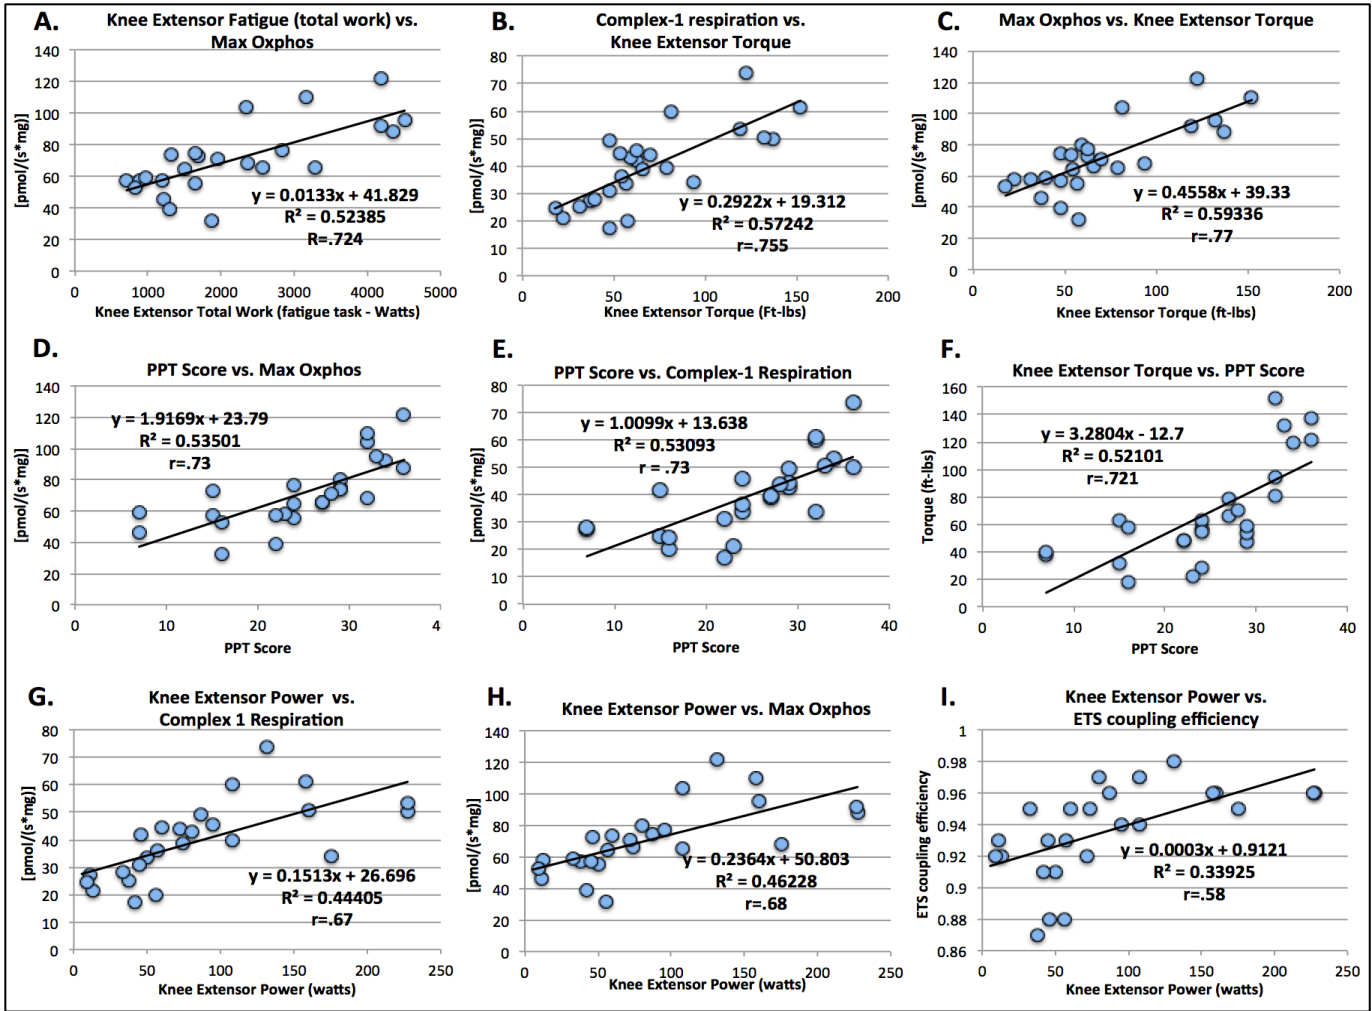 A.
Knee Extensor Fatigue (total work) vs.
Max Oxphos
[pmol/(s*mg)]
140
120
100
80
60
40
20
0
y = 0.0133x + 41.829
R² = 0.52385
R=.724
0 1000 2000 3000 4000 5000
Knee Extensor Total Work (fatigue task - Watts)
B.
Complex-1 respiration vs.
Knee Extensor Torque
[pmol/(s*mg)]
80
70
60
50
40
30
20
10
0
y = 0.2922x + 19.312
R² = 0.57242
r=.755
0 50 100 150 200
Knee Extensor Torque (Ft-lbs)
C.
Max Oxphos vs. Knee Extensor Torque
[pmol/(s*mg)]
140
120
100
80
60
40
20
0
y = 0.4558x + 39.33
R² = 0.59336
r=.77
0 50 100 150 200
Knee Extensor Torque (ft-lbs)
D.
PPT Score vs. Max Oxphos
[pmol/(s*mg)]
140
120
100
80
60
40
20
0
y = 1.9169x + 23.79
R² = 0.53501
r=.73
0 10 20 30 4
PPT Score
E.
PPT Score vs. Complex-1 Respiration
[pmol/(s*mg)]
80
70
60
50
40
30
20
10
0
y = 1.0099x + 13.638
R² = 0.53093
r = .73
0 10 20 30 40
PPT Score
F.
Knee Extensor Torque vs. PPT Score
Torque (ft-lbs)
160
140
120
100
80
60
40
20
0
y = 3.2804x - 12.7
R² = 0.52101
r=.721
0 10 20 30 40
PPT Score
G.
Knee Extensor Power vs.
Complex 1 Respiration
[pmol/(s*mg)]
80
70
60
50
40
30
20
10
0
y = 0.1513x + 26.696
R² = 0.44405
r=.67
0 50 100 150 200 250
Knee Extensor Power (watts)
H.
Knee Extensor Power vs. Max Oxphos
[pmol/(s*mg)]
140
120
100
80
60
40
20
0
y = 0.2364x + 50.803
R² = 0.46228
r=.68
0 50 100 150 200 250
Knee Extensor Power (watts)
I.
Knee Extensor Power vs.
ETS coupling efficiency
ETS coupling efficiency
1
0.98
0.96
0.94
0.92
0.9
0.88
0.86
y = 0.0003x + 0.9121
R² = 0.33925
r=.58
0 50 100 150 200 250
Knee Extensor Power (watts)